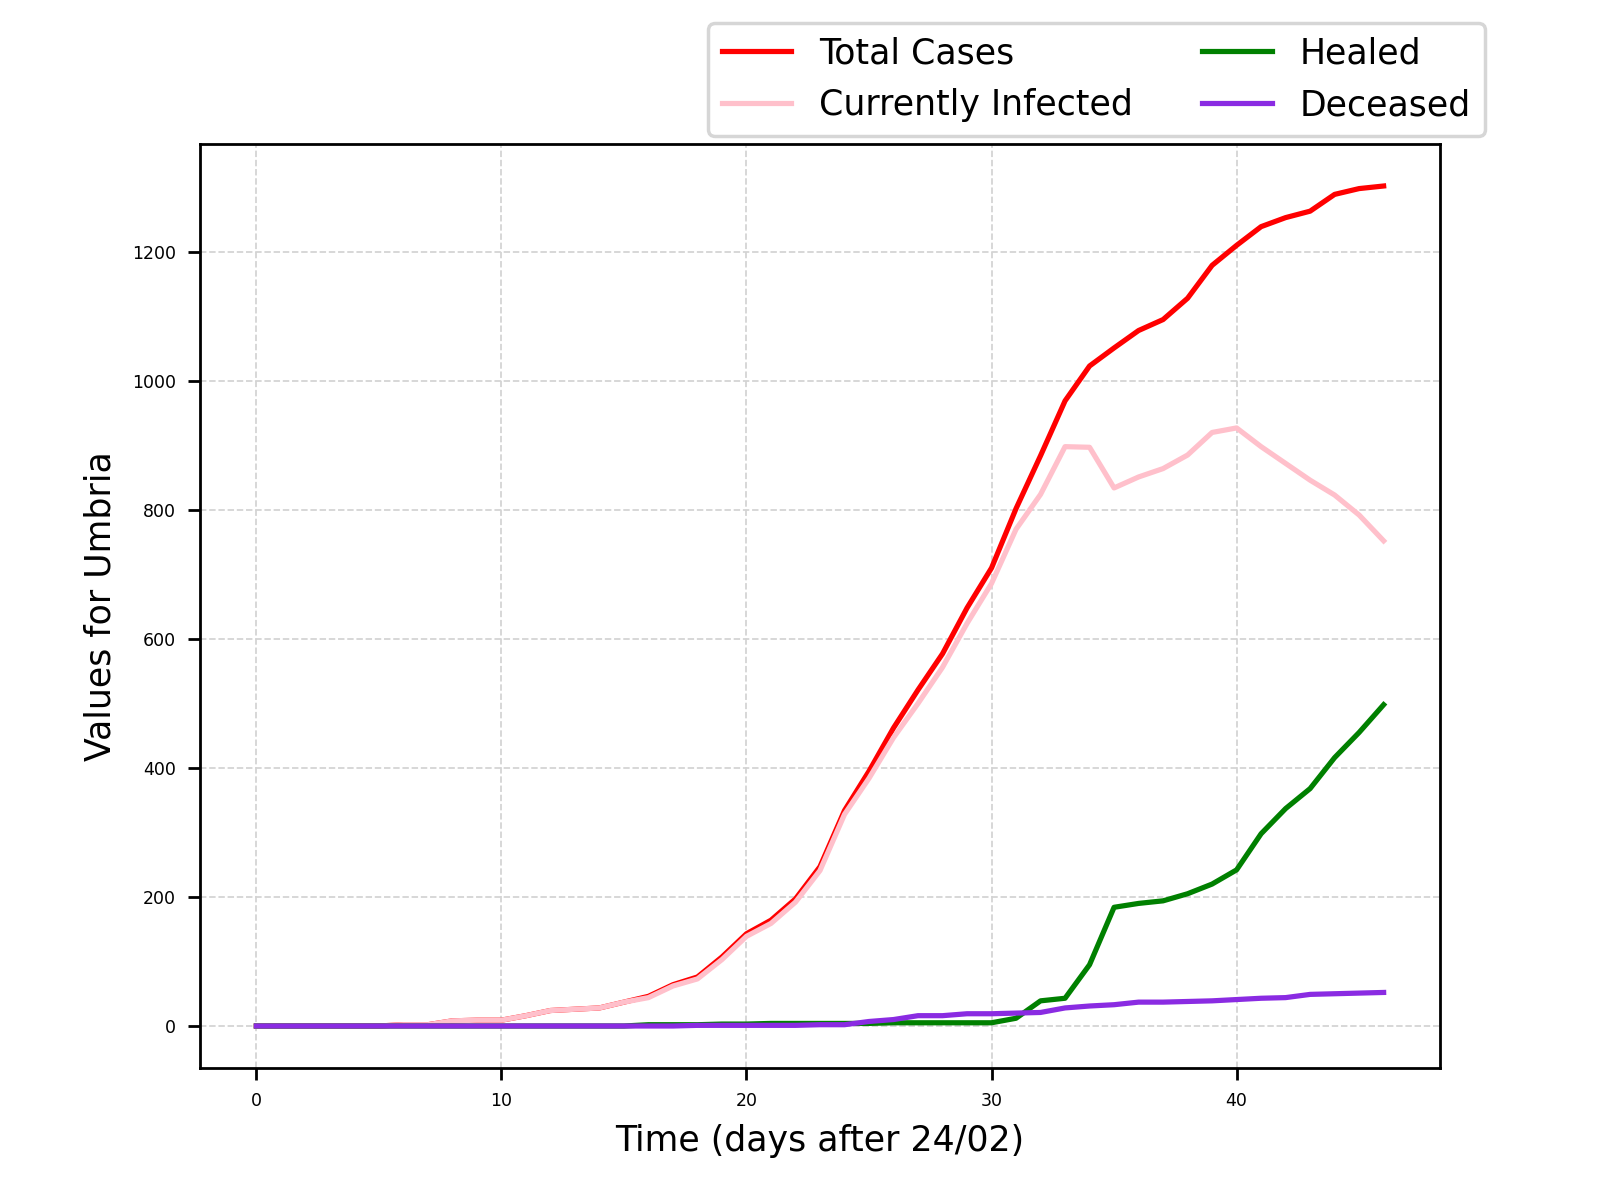 Total Cases
Currently Infected
Healed
Deceased
1200
1000
800
600
400
200
0
Values for Umbria
0 10 20 30 40
Time (days after 24/02)